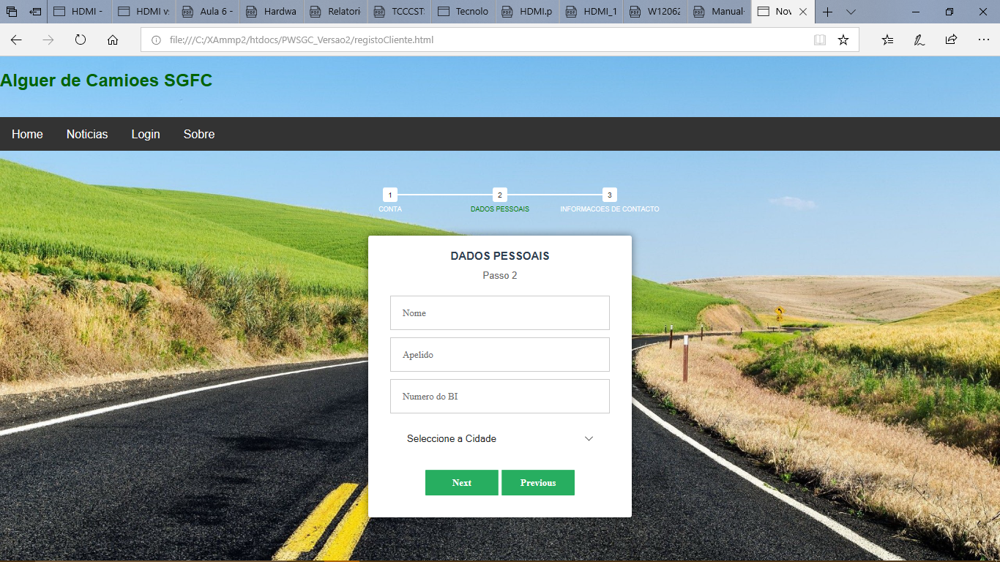 HDMI -
HDMI vs
Aula 6 -
Hardwa
Relatori
TCCCST
Tecnolo
HDMI.p
HDMI_1
W12062
Manual-
Nov
file:///C:/XAmmp2/htdocs/PWSGC_Versao2/registoCliente.html
Alguer de Camioes SGFC
Home Noticias Login Sobre
1 2 3
CONTA DADOS PESSOAIS INFORMACOES DE CONTACTO
DADOS PESSOAIS
Passo 2
Nome
Apelido
Numero do BI
Seleccione a Cidade
Next Previous